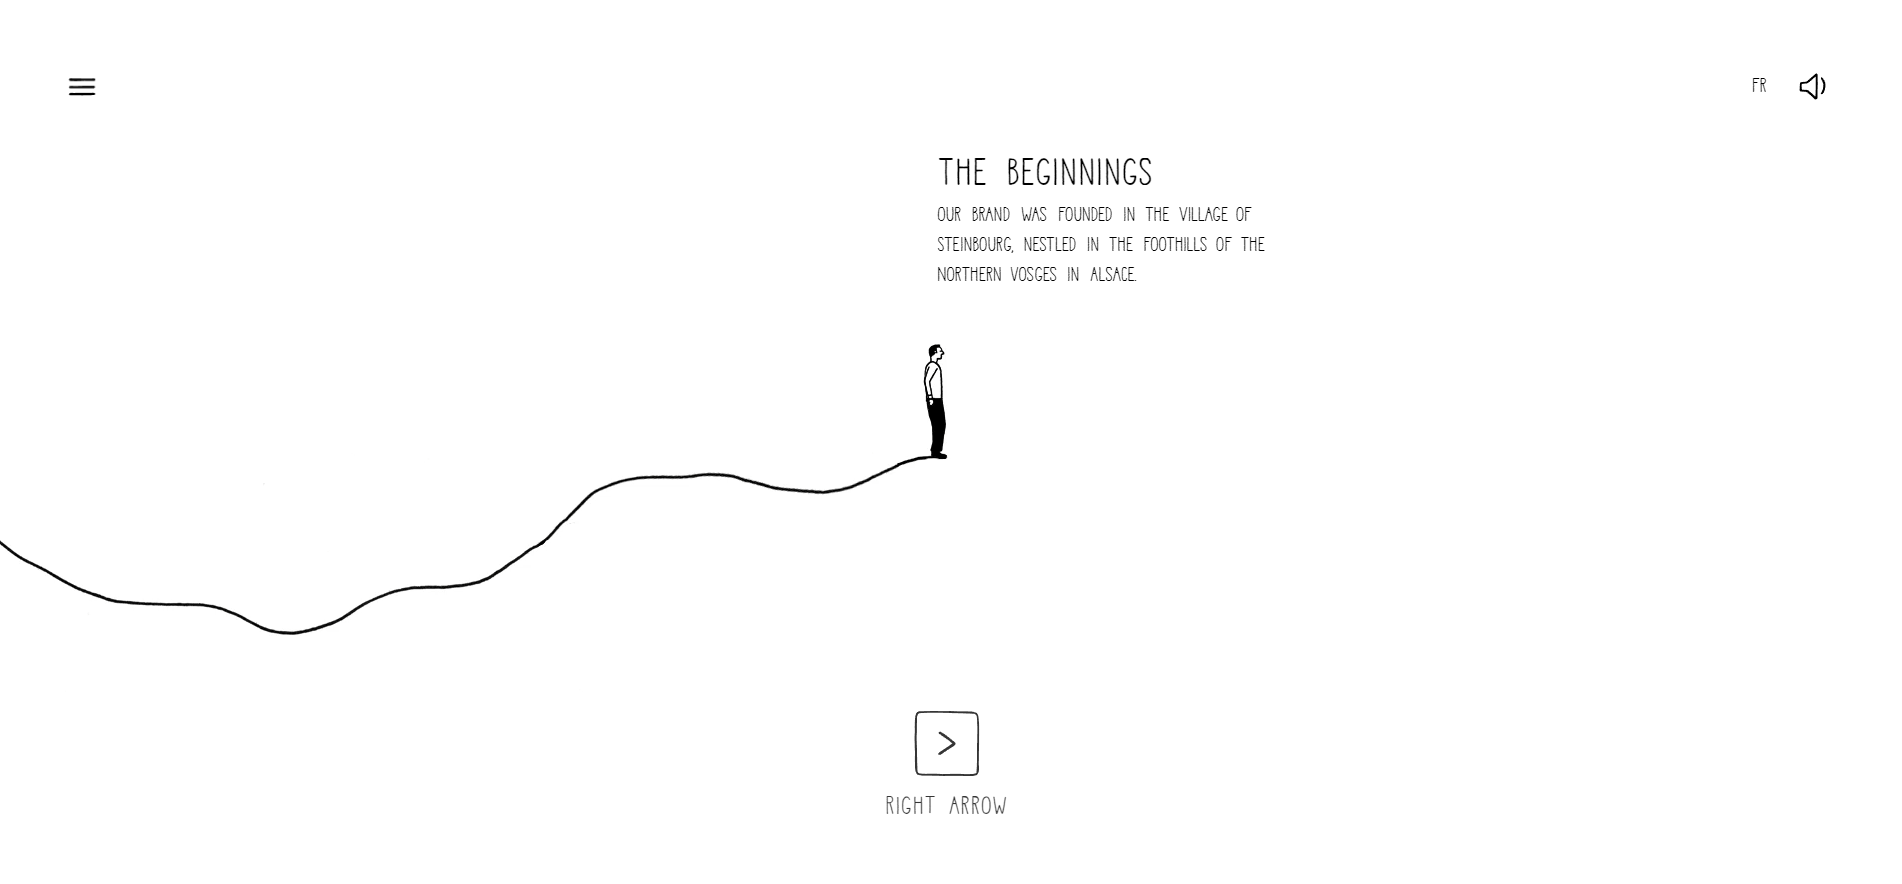 FR
THE BEGINNINGS
OUR BRAND WAS FOUNDED IN THE VILLAGE OF
STEINBOURG, NESTLED IN THE FOOTHILLS OF THE
NORTHERN VOSGES IN ALSACE.
RIGHT ARROW